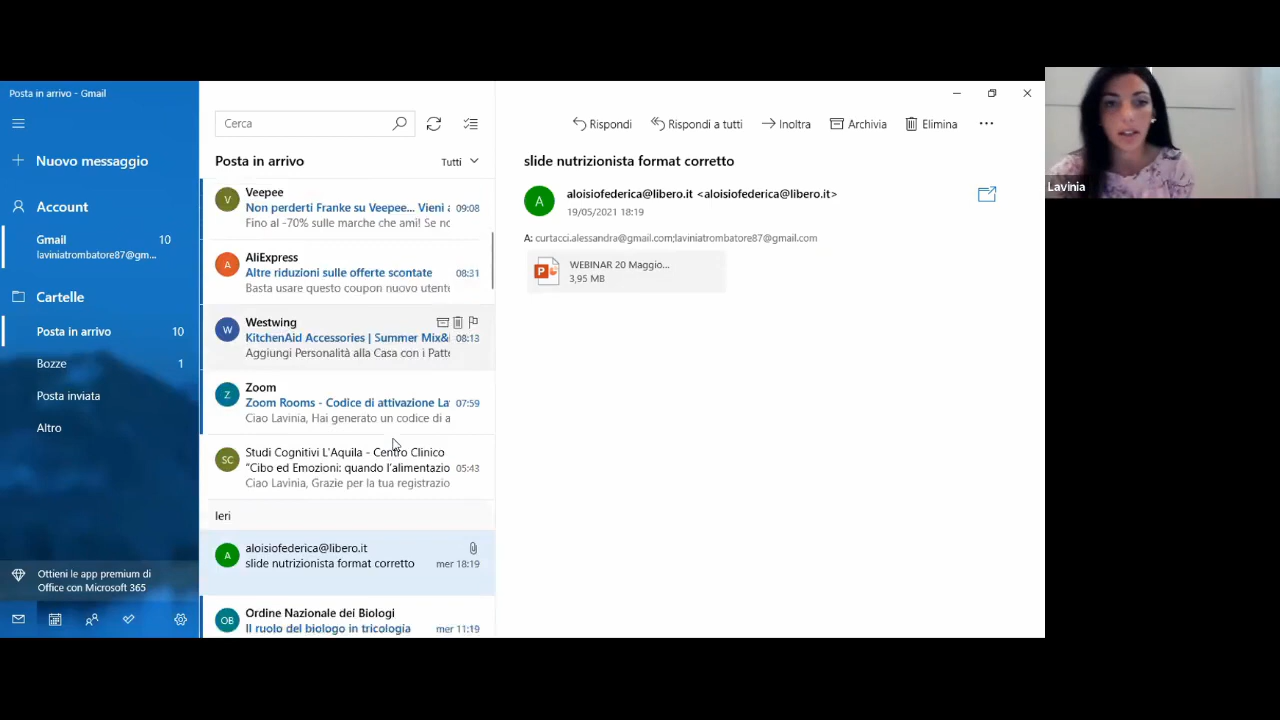 Posta in arrivo - Gmail
Nuovo messaggio
Account
Gmail 10
laviniatrombatore87@gm...
Cartelle
Posta in arrivo 10
Bozze 1
Posta inviata
Altro
Ottieni le app premium di
Office con Microsoft 365
Cerca
Posta in arrivo Tutti
Veepee
Non perderti Franke su Veepee... Vieni a 09:08
Fino al -70% sulle marche che ami! Se no
AliExpress
Altre riduzioni sulle offerte scontate 08:31
Basta usare questo coupon nuovo utente
W Westwing
KitchenAid Accessories | Summer Mix& 08:13
Aggiungi Personalità alla Casa con i Patte
Z Zoom
Zoom Rooms - Codice di attivazione La 07:59
Ciao Lavinia, Hai generato un codice di a
SC Studi Cognitivi L'Aquila - Centro Clinico
“Cibo ed Emozioni: quando l’alimentazio 05:43
Ciao Lavinia, Grazie per la tua registrazio
Ieri
A aloisiofederica@libero.it
slide nutrizionista format corretto mer 18:19
OB Ordine Nazionale dei Biologi
Il ruolo del biologo in tricologia mer 11:19
Rispondi Rispondi a tutti Inoltra Archivia Elimina
slide nutrizionista format corretto
A aloisiofederica@libero.it <aloisiofederica@libero.it>
19/05/2021 18:19
A: curtacci.alessandra@gmail.com;laviniatrombatore87@gmail.com
WEBINAR 20 Maggio...
3,95 MB
Lavinia